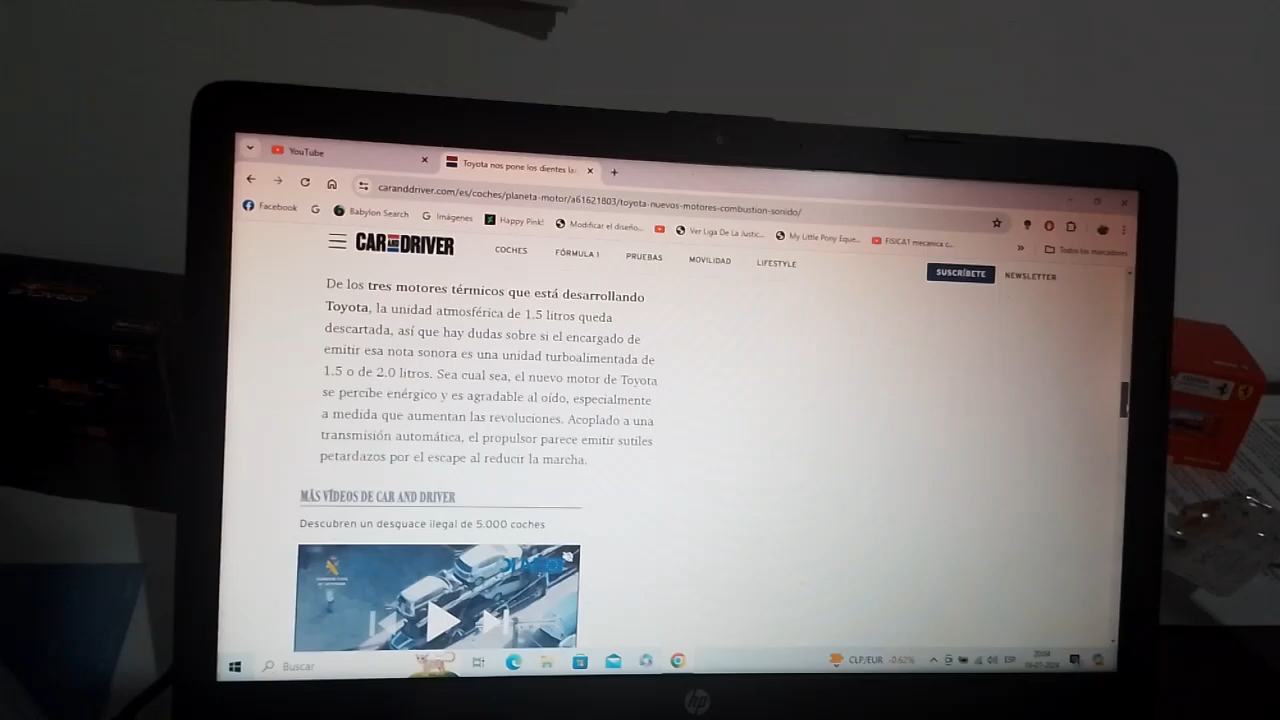 YouTube
Toyota nos pone los dientes la
caranddriver.com/es/coches/planeta-motor/a61621803/toyota-nuevos-motores-combustion-sonido/
Facebook
Babylon Search
Imágenes
Happy Pink!
Modificar el diseño...
Ver Liga De La Justic...
My Little Pony Eque...
FISICA1 mecanica c...
Todos los marcadores
CAR AND DRIVER
COCHES
FÓRMULA 1
PRUEBAS
MOVILIDAD
LIFESTYLE
SUSCRÍBETE
NEWSLETTER
De los tres motores térmicos que está desarrollando
Toyota, la unidad atmosférica de 1.5 litros queda
descartada, así que hay dudas sobre si el encargado de
emitir esa nota sonora es una unidad turboalimentada de
1.5 o de 2.0 litros. Sea cual sea, el nuevo motor de Toyota
se percibe enérgico y es agradable al oído, especialmente
a medida que aumentan las revoluciones. Acoplado a una
transmisión automática, el propulsor parece emitir sutiles
petardazos por el escape al reducir la marcha.
MÁS VÍDEOS DE CAR AND DRIVER
Descubren un desguace ilegal de 5.000 coches
Buscar
CLP/EUR -0.62%
ESP
hp